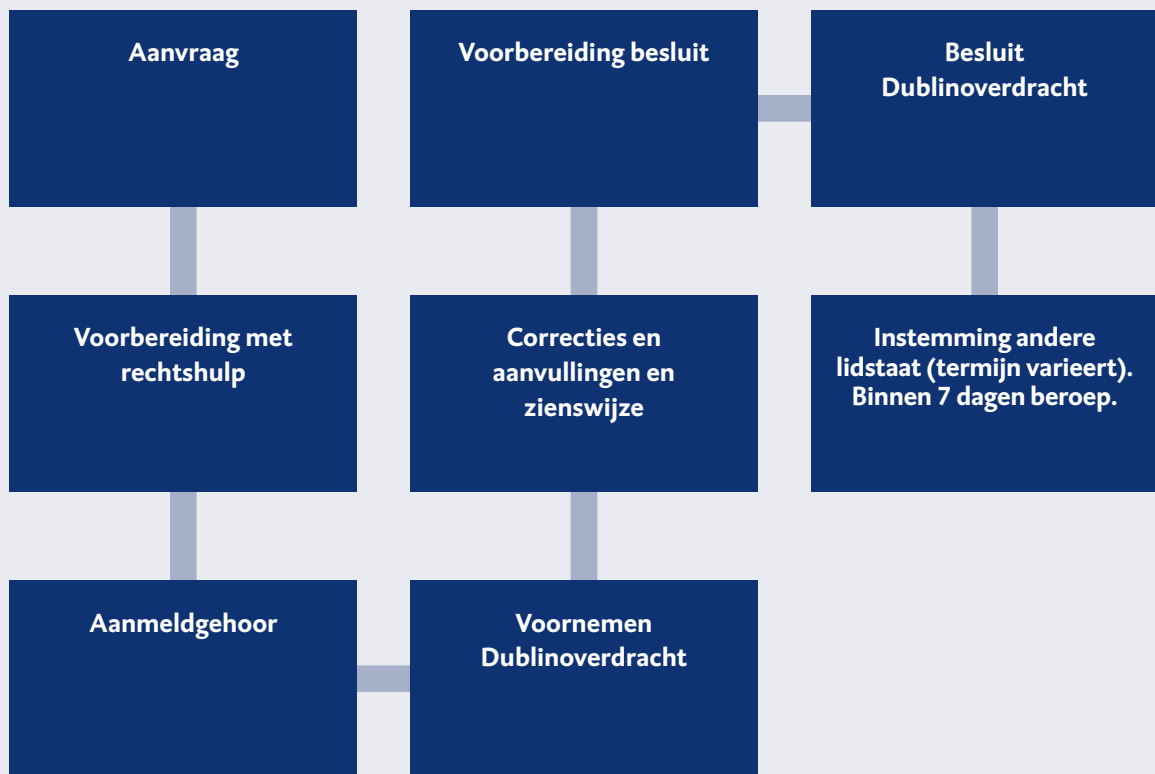 Aanvraag
Voorbereiding met
rechtshulp
Aanmeldgehoor
Voornemen
Dublinoverdracht
Correcties en
aanvullingen en
zienswijze
Voorbereiding besluit
Besluit
Dublinoverdracht
Instemming andere
lidstaat (termijn varieert).
Binnen 7 dagen beroep.